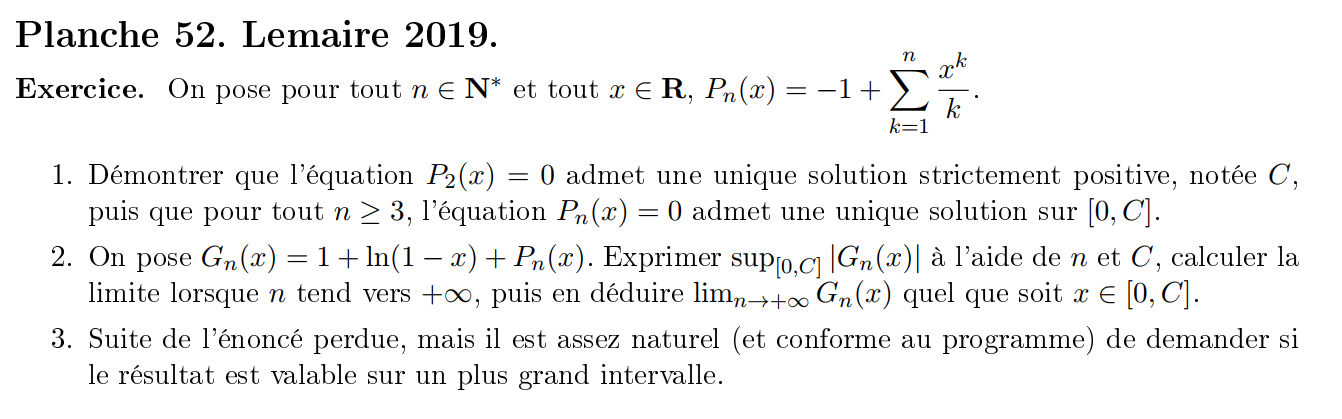 Planche 52. Lemaire 2019.
Exercice. On pose pour tout $n \in \mathbf{N}^*$ et tout $x \in \mathbf{R}$, $P_n(x) = -1 + \sum_{k=1}^{n} \frac{x^k}{k}$.
1. Démontrer que l'équation $P_2(x) = 0$ admet une unique solution strictement positive, notée $C$,
puis que pour tout $n \geq 3$, l'équation $P_n(x) = 0$ admet une unique solution sur $[0, C]$.
2. On pose $G_n(x) = 1 + \ln(1 - x) + P_n(x)$. Exprimer $\sup_{[0,C]} |G_n(x)|$ à l'aide de $n$ et $C$, calculer la
limite lorsque $n$ tend vers $+\infty$, puis en déduire $\lim_{n \to +\infty} G_n(x)$ quel que soit $x \in [0, C]$.
3. Suite de l'énoncé perdue, mais il est assez naturel (et conforme au programme) de demander si
le résultat est valable sur un plus grand intervalle.